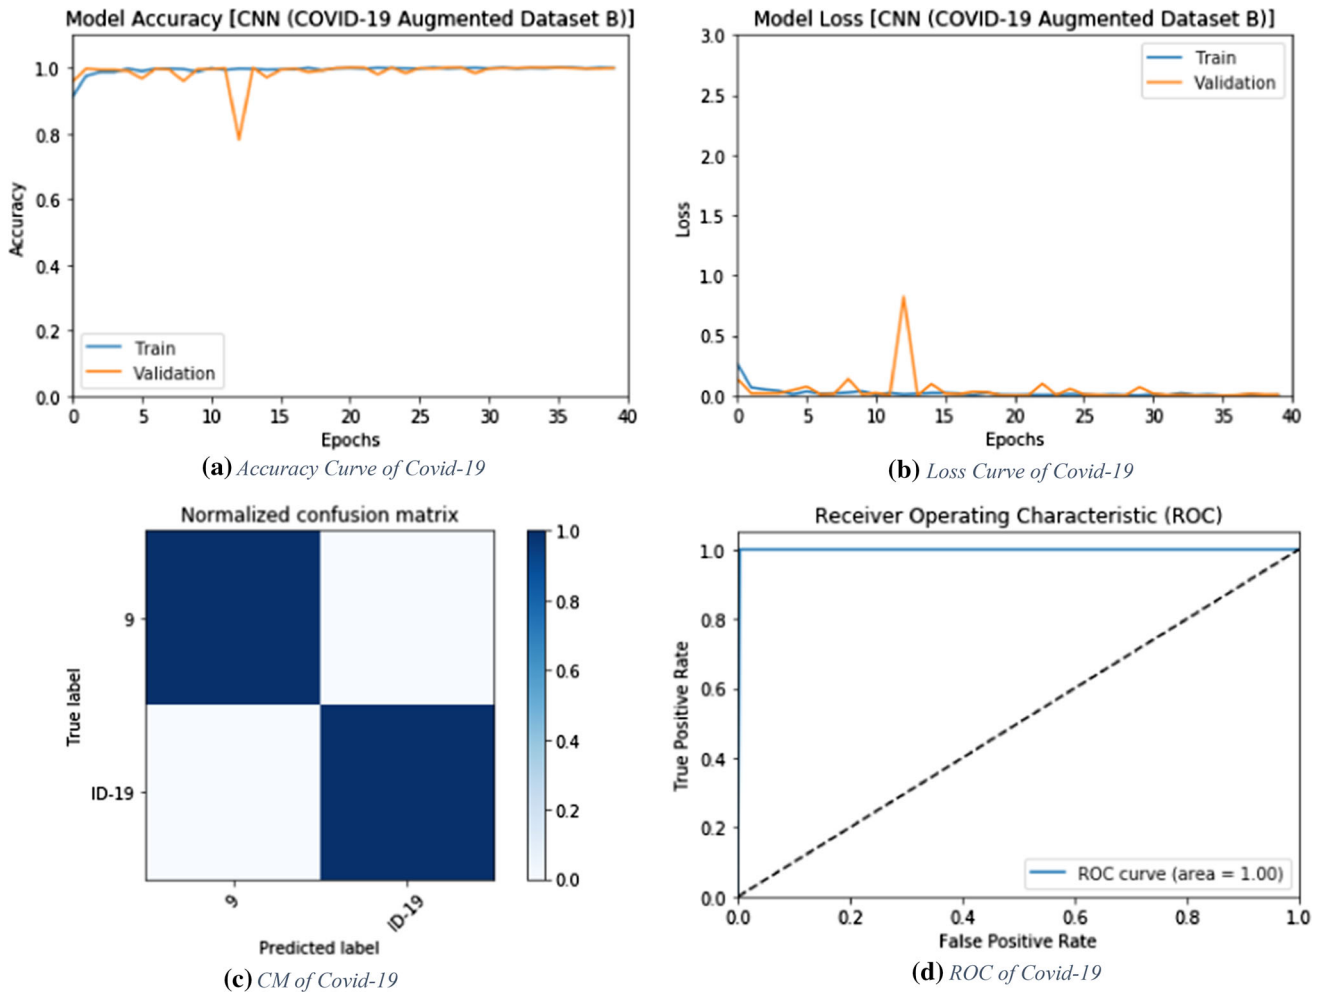 Model Accuracy [CNN (COVID-19 Augmented Dataset B)]
1.0
0.8
0.6
0.4
0.2
0.0
Accuracy
Train
Validation
0 5 10 15 20 25 30 35 40
Epochs
(a) Accuracy Curve of Covid-19
Model Loss [CNN (COVID-19 Augmented Dataset B)]
3.0
2.5
2.0
1.5
1.0
0.5
0.0
Loss
Train
Validation
0 5 10 15 20 25 30 35 40
Epochs
(b) Loss Curve of Covid-19
Normalized confusion matrix
True label
9
ID-19
9
ID-19
Predicted label
1.0
0.8
0.6
0.4
0.2
0.0
(c) CM of Covid-19
Receiver Operating Characteristic (ROC)
1.0
0.8
0.6
0.4
0.2
0.0
True Positive Rate
ROC curve (area = 1.00)
0.0 0.2 0.4 0.6 0.8 1.0
False Positive Rate
(d) ROC of Covid-19